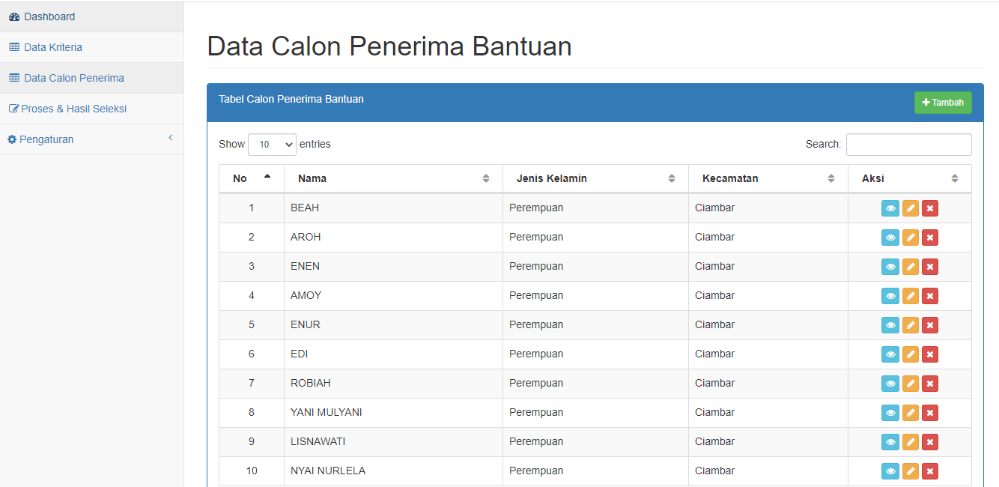 Dashboard
Data Kriteria
Data Calon Penerima
Proses & Hasil Seleksi
Pengaturan
Data Calon Penerima Bantuan
Tabel Calon Penerima Bantuan
Tambah
Show 10 entries
Search:
No Nama Jenis Kelamin Kecamatan Aksi
1 BEAH Perempuan Ciambar
2 AROH Perempuan Ciambar
3 ENEN Perempuan Ciambar
4 AMOY Perempuan Ciambar
5 ENUR Perempuan Ciambar
6 EDI Perempuan Ciambar
7 ROBIAH Perempuan Ciambar
8 YANI MULYANI Perempuan Ciambar
9 LISNAWATI Perempuan Ciambar
10 NYAI NURLELA Perempuan Ciambar